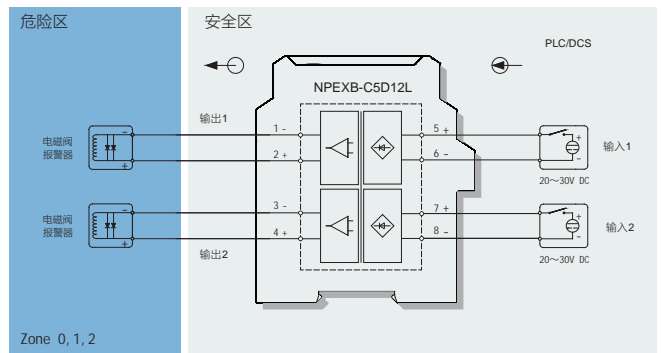 危险区
安全区
PLC/DCS
NPEXB-C5D12L
输出1
1 -
5 +
电磁阀
报警器
-
+
2 +
6 -
+
-
输入1
20～30V DC
3 -
7 +
电磁阀
报警器
-
+
4 +
8 -
+
-
输入2
输出2
20～30V DC
Zone 0, 1, 2